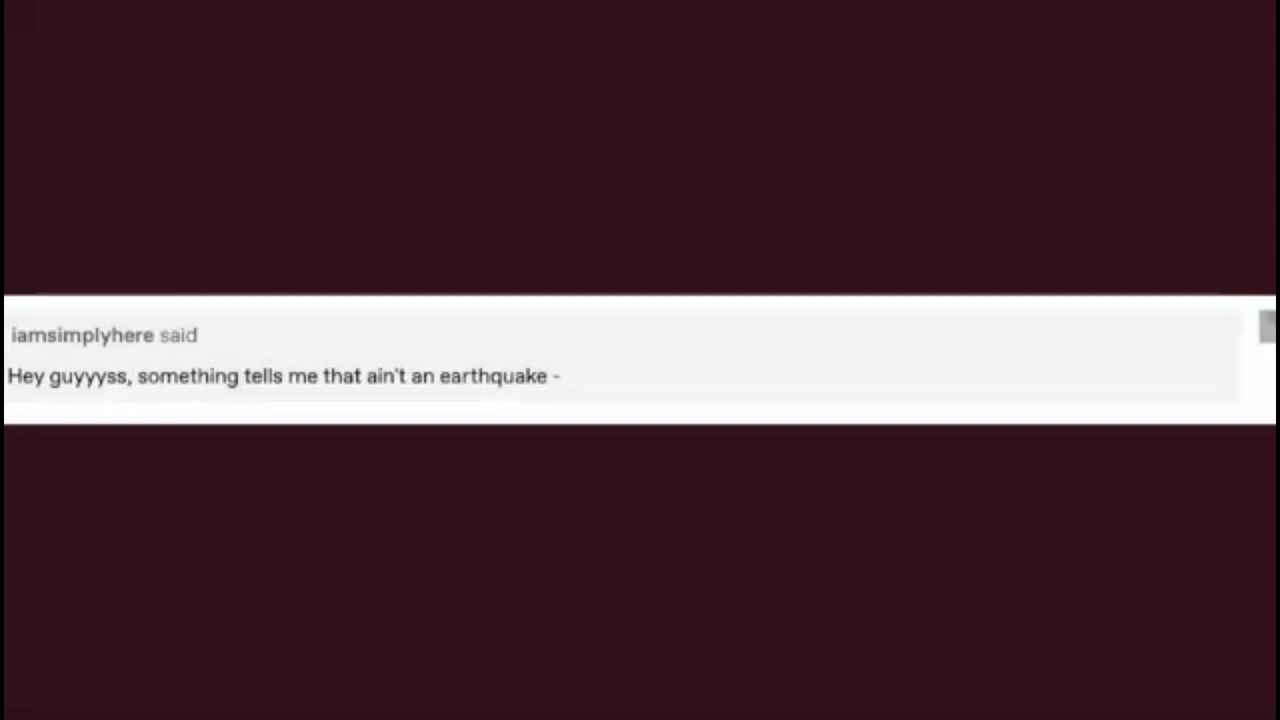 iamsimplyhere said
Hey guyyyss, something tells me that ain't an earthquake -